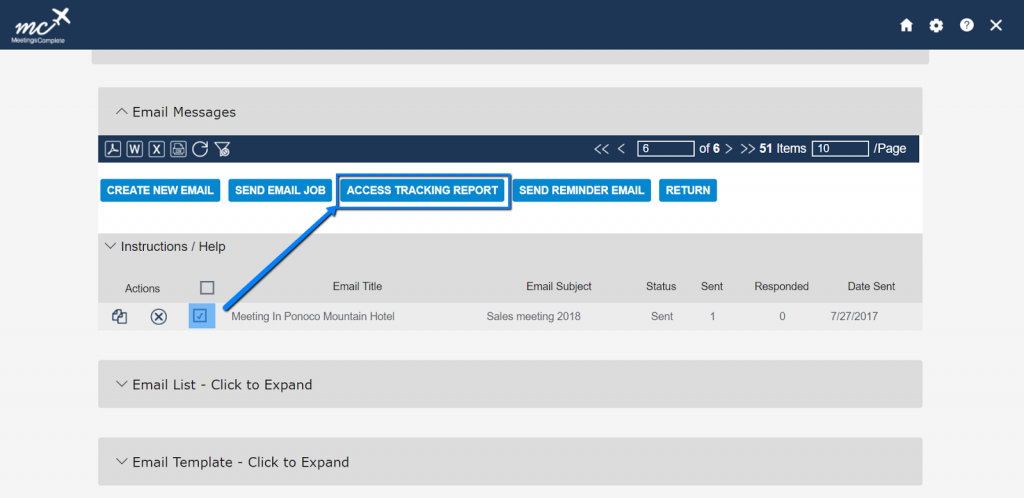 mc
MeetingsComplete
Email Messages
6 of 6 51 Items 10 /Page
CREATE NEW EMAIL SEND EMAIL JOB ACCESS TRACKING REPORT SEND REMINDER EMAIL RETURN
Instructions / Help
Actions Email Title Email Subject Status Sent Responded Date Sent
Meeting In Ponoco Mountain Hotel Sales meeting 2018 Sent 1 0 7/27/2017
Email List - Click to Expand
Email Template - Click to Expand